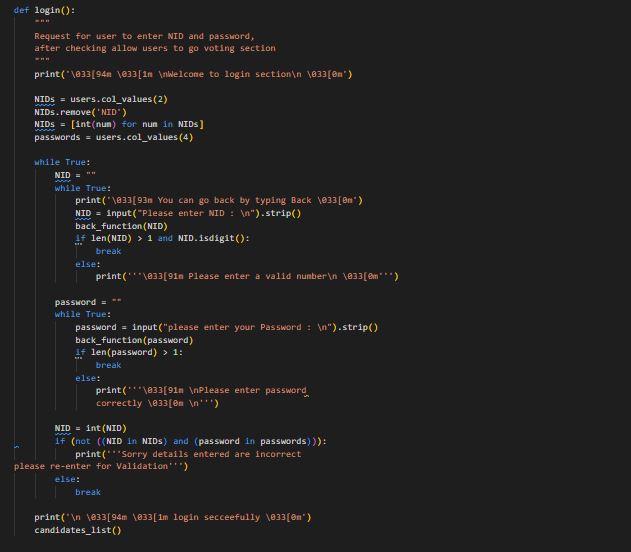 def login():
    """
    Request for user to enter NID and password,
    after checking allow users to go voting section
    """
    print('\033[94m \033[1m \nWelcome to login section\n \033[0m')

    NIDs = users.col_values(2)
    NIDs.remove('NID')
    NIDs = [int(num) for num in NIDs]
    passwords = users.col_values(4)

    while True:
        NID = ""
        while True:
            print('\033[93m You can go back by typing Back \033[0m')
            NID = input("Please enter NID : \n").strip()
            back_function(NID)
            if len(NID) > 1 and NID.isdigit():
                break
            else:
                print('''\033[91m Please enter a valid number\n \033[0m''')

        password = ""
        while True:
            password = input("please enter your Password : \n").strip()
            back_function(password)
            if len(password) > 1:
                break
            else:
                print('''\033[91m \nPlease enter password
                correctly \033[0m \n''')

        NID = int(NID)
        if (not ((NID in NIDs) and (password in passwords))):
            print('''Sorry details entered are incorrect
please re-enter for Validation''')
        else:
            break

    print('\n \033[94m \033[1m login secceefully \033[0m')
    candidates_list()